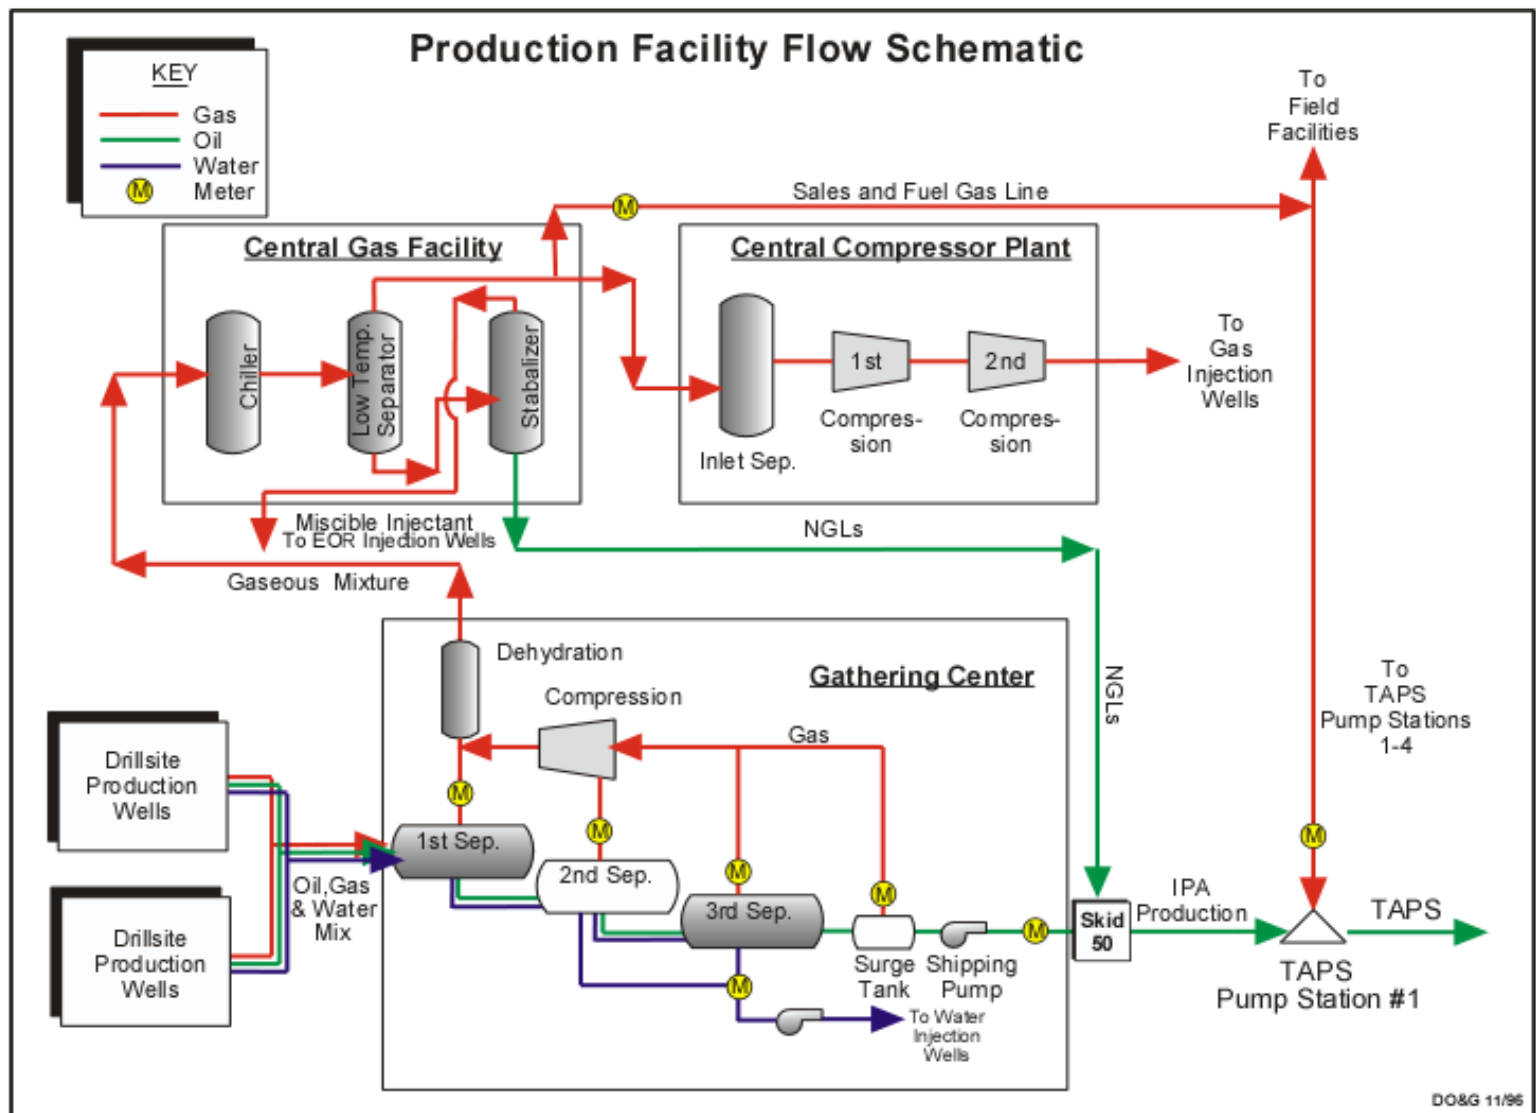 Production Facility Flow Schematic
KEY
Gas
Oil
Water
M
Meter
To
Field
Facilities
M
Sales and Fuel Gas Line
Central Gas Facility
Chiller
Low Temp.
Separator
Stabalizer
Central Compressor Plant
Inlet Sep.
1st
Compres-
sion
2nd
Compres-
sion
To
Gas
Injection
Wells
Miscible Injectant
To EOR Injection Wells
NGLs
Gaseous Mixture
NGLs
Gathering Center
Dehydration
Compression
Gas
To
TAPS
Pump Stations
1-4
Drillsite
Production
Wells
Drillsite
Production
Wells
Oil,Gas
& Water
Mix
M
1st Sep.
M
2nd Sep.
M
3rd Sep.
M
M
Surge
Tank
Shipping
Pump
M
To Water
Injection
Wells
Skid
50
IPA
Production
M
TAPS
TAPS
Pump Station #1
DO&G 11/96